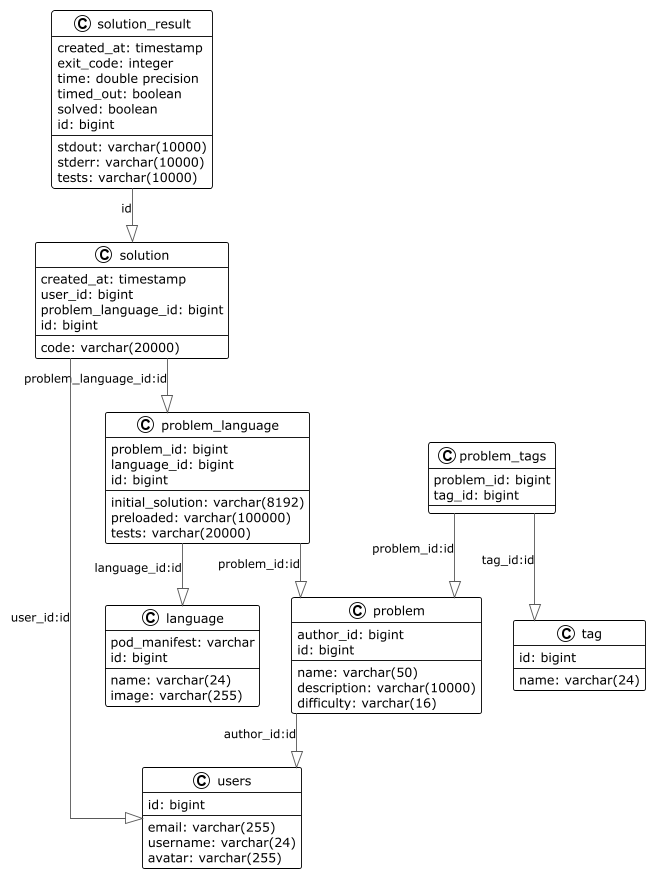 C solution_result
created_at: timestamp
exit_code: integer
time: double precision
timed_out: boolean
solved: boolean
id: bigint
stdout: varchar(10000)
stderr: varchar(10000)
tests: varchar(10000)
id
C solution
created_at: timestamp
user_id: bigint
problem_language_id: bigint
id: bigint
code: varchar(20000)
problem_language_id:id
C problem_language
problem_id: bigint
language_id: bigint
id: bigint
initial_solution: varchar(8192)
preloaded: varchar(100000)
tests: varchar(20000)
C problem_tags
problem_id: bigint
tag_id: bigint
language_id:id
problem_id:id
problem_id:id
tag_id:id
user_id:id
C language
pod_manifest: varchar
id: bigint
name: varchar(24)
image: varchar(255)
C problem
author_id: bigint
id: bigint
name: varchar(50)
description: varchar(10000)
difficulty: varchar(16)
C tag
id: bigint
name: varchar(24)
author_id:id
C users
id: bigint
email: varchar(255)
username: varchar(24)
avatar: varchar(255)